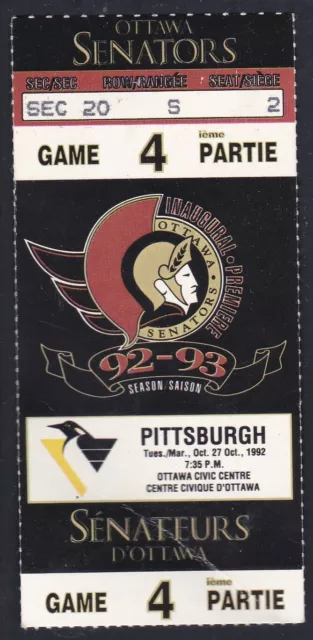 OTTAWA
SENATORS
SEC/SEC ROW-RANGÉE SEAT/SIÈGE
SEC 20 S 2
GAME 4 ième PARTIE
INAUGURAL · PREMIERE
OTTAWA
SENATORS
92-93
SEASON/SAISON
PITTSBURGH
Tues./Mar., Oct. 27 Oct., 1992
7:35 P.M.
OTTAWA CIVIC CENTRE
CENTRE CIVIQUE D'OTTAWA
SÉNATEURS
D'OTTAWA
GAME 4 ième PARTIE